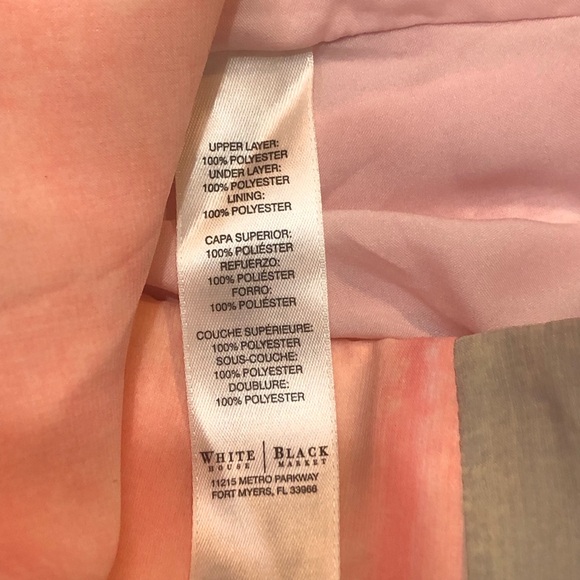 UPPER LAYER:
100% POLYESTER
UNDER LAYER:
100% POLYESTER
LINING:
100% POLYESTER
CAPA SUPERIOR:
100% POLIÉSTER
REFUERZO:
100% POLIÉSTER
FORRO:
100% POLIÉSTER
COUCHE SUPÉRIEURE:
100% POLYESTER
SOUS-COUCHE:
100% POLYESTER
DOUBLURE:
100% POLYESTER
WHITE | BLACK
HOUSE | MARKET
11215 METRO PARKWAY
FORT MYERS, FL 33966